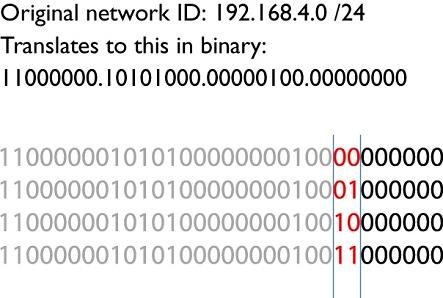 Original network ID: 192.168.4.0 /24
Translates to this in binary:
11000000.10101000.00000100.00000000
11000000101010000000010000000000
11000000101010000000010001000000
11000000101010000000010010000000
11000000101010000000010011000000